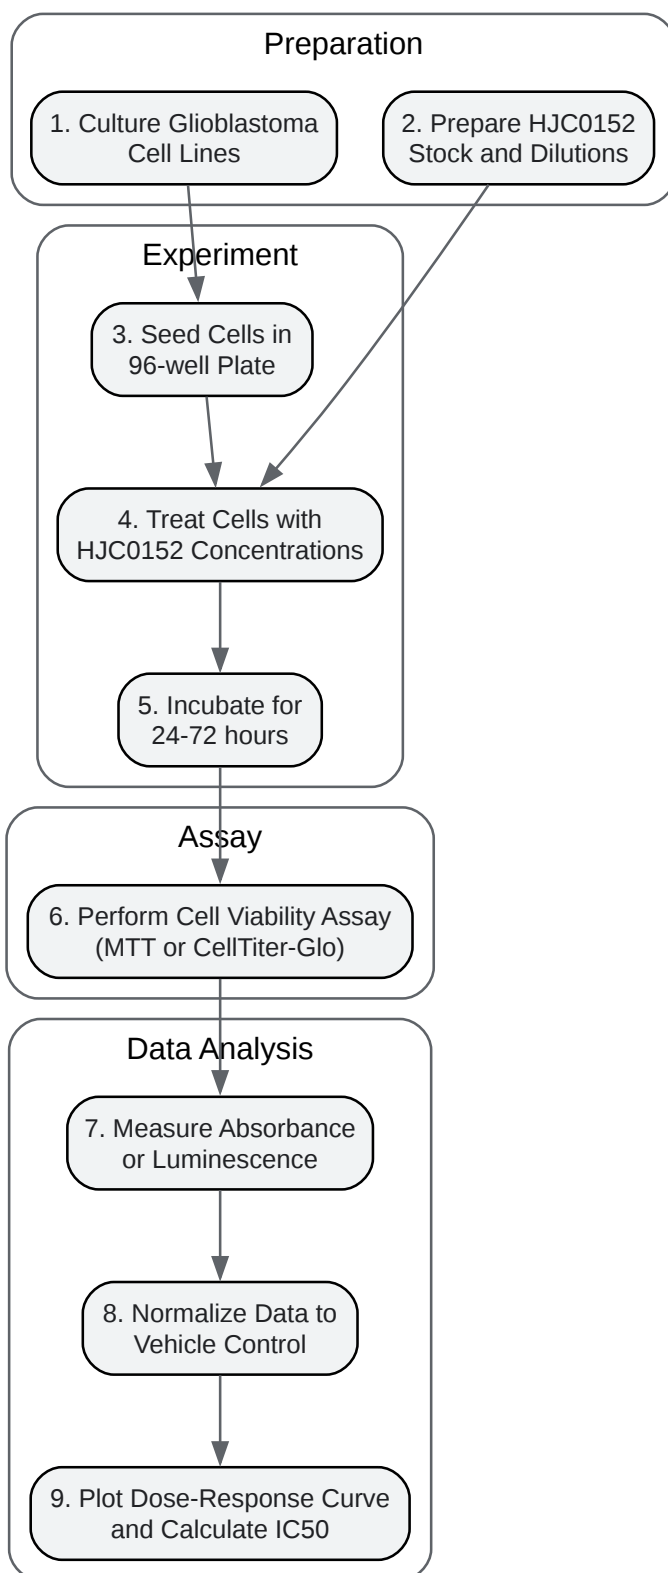 Preparation
1. Culture Glioblastoma
Cell Lines
2. Prepare HJC0152
Stock and Dilutions
Experiment
3. Seed Cells in
96-well Plate
4. Treat Cells with
HJC0152 Concentrations
5. Incubate for
24-72 hours
Assay
6. Perform Cell Viability Assay
(MTT or CellTiter-Glo)
Data Analysis
7. Measure Absorbance
or Luminescence
8. Normalize Data to
Vehicle Control
9. Plot Dose-Response Curve
and Calculate IC50